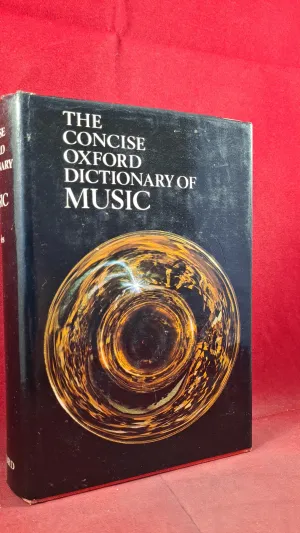 THE
CONCISE
OXFORD
DICTIONARY OF
MUSIC